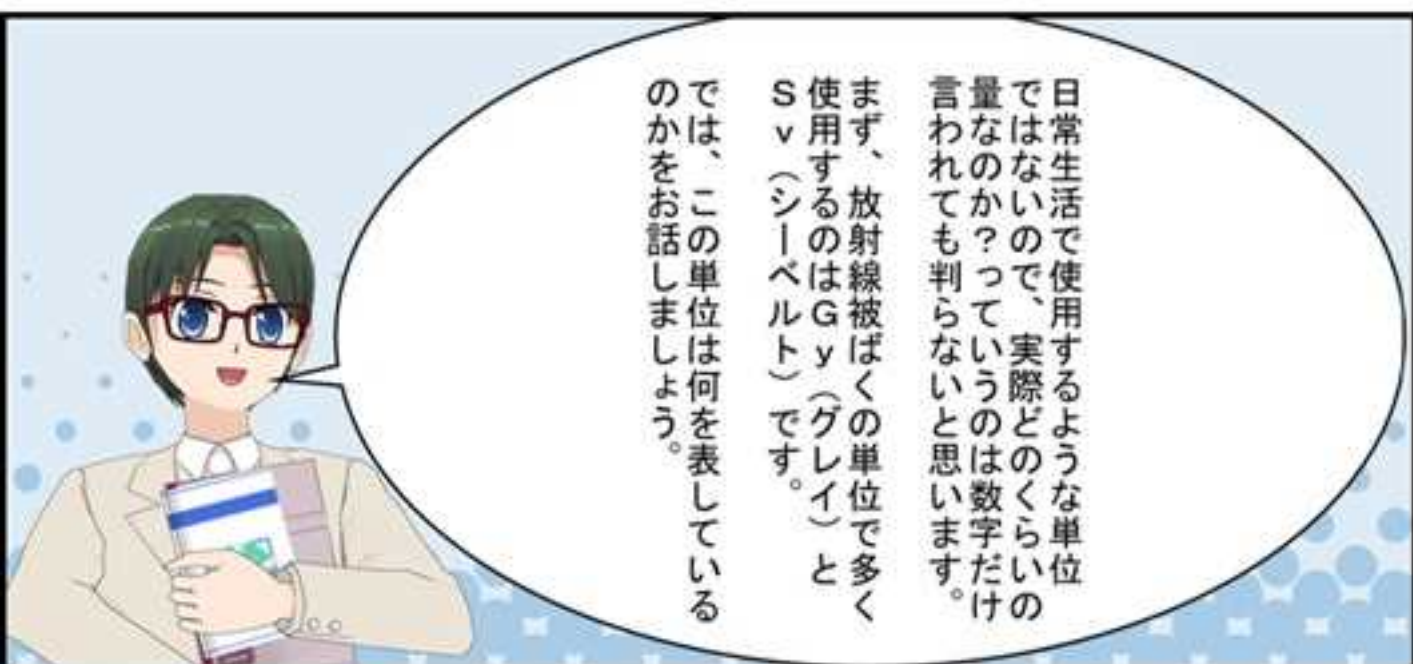 日常生活で使用するような単位
ではないので、実際どのくらいの
量なのか？っていうのは数字だけ
言われても判らないと思います。
まず、放射線被ばくの単位で多く
使用するのはＧｙ（グレイ）と
Ｓｖ（シーベルト）です。
では、この単位は何を表している
のかをお話しましょう。